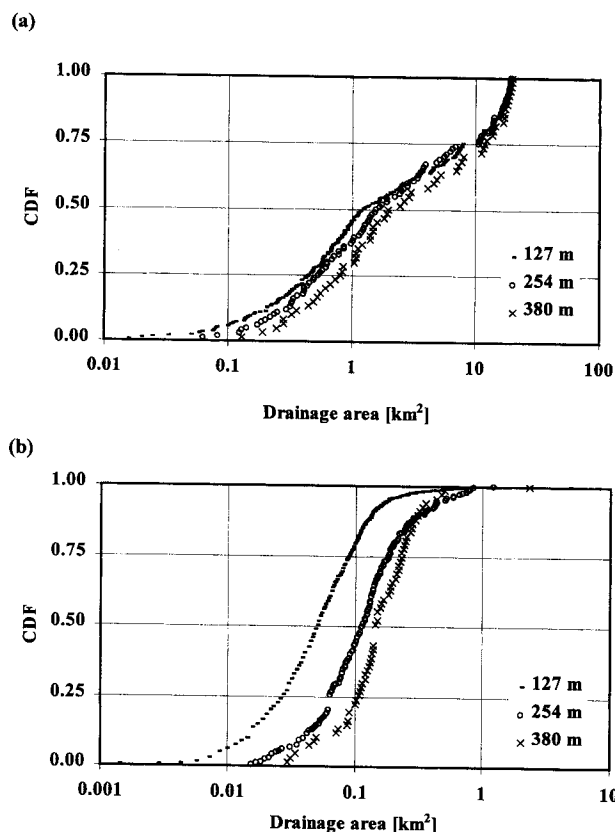 (a)
1.00
0.75
0.50
0.25
0.00
CDF
0.01 0.1 1 10 100
Drainage area [km²]
127 m
254 m
380 m
(b)
1.00
0.75
0.50
0.25
0.00
CDF
0.001 0.01 0.1 1 10
Drainage area [km²]
127 m
254 m
380 m